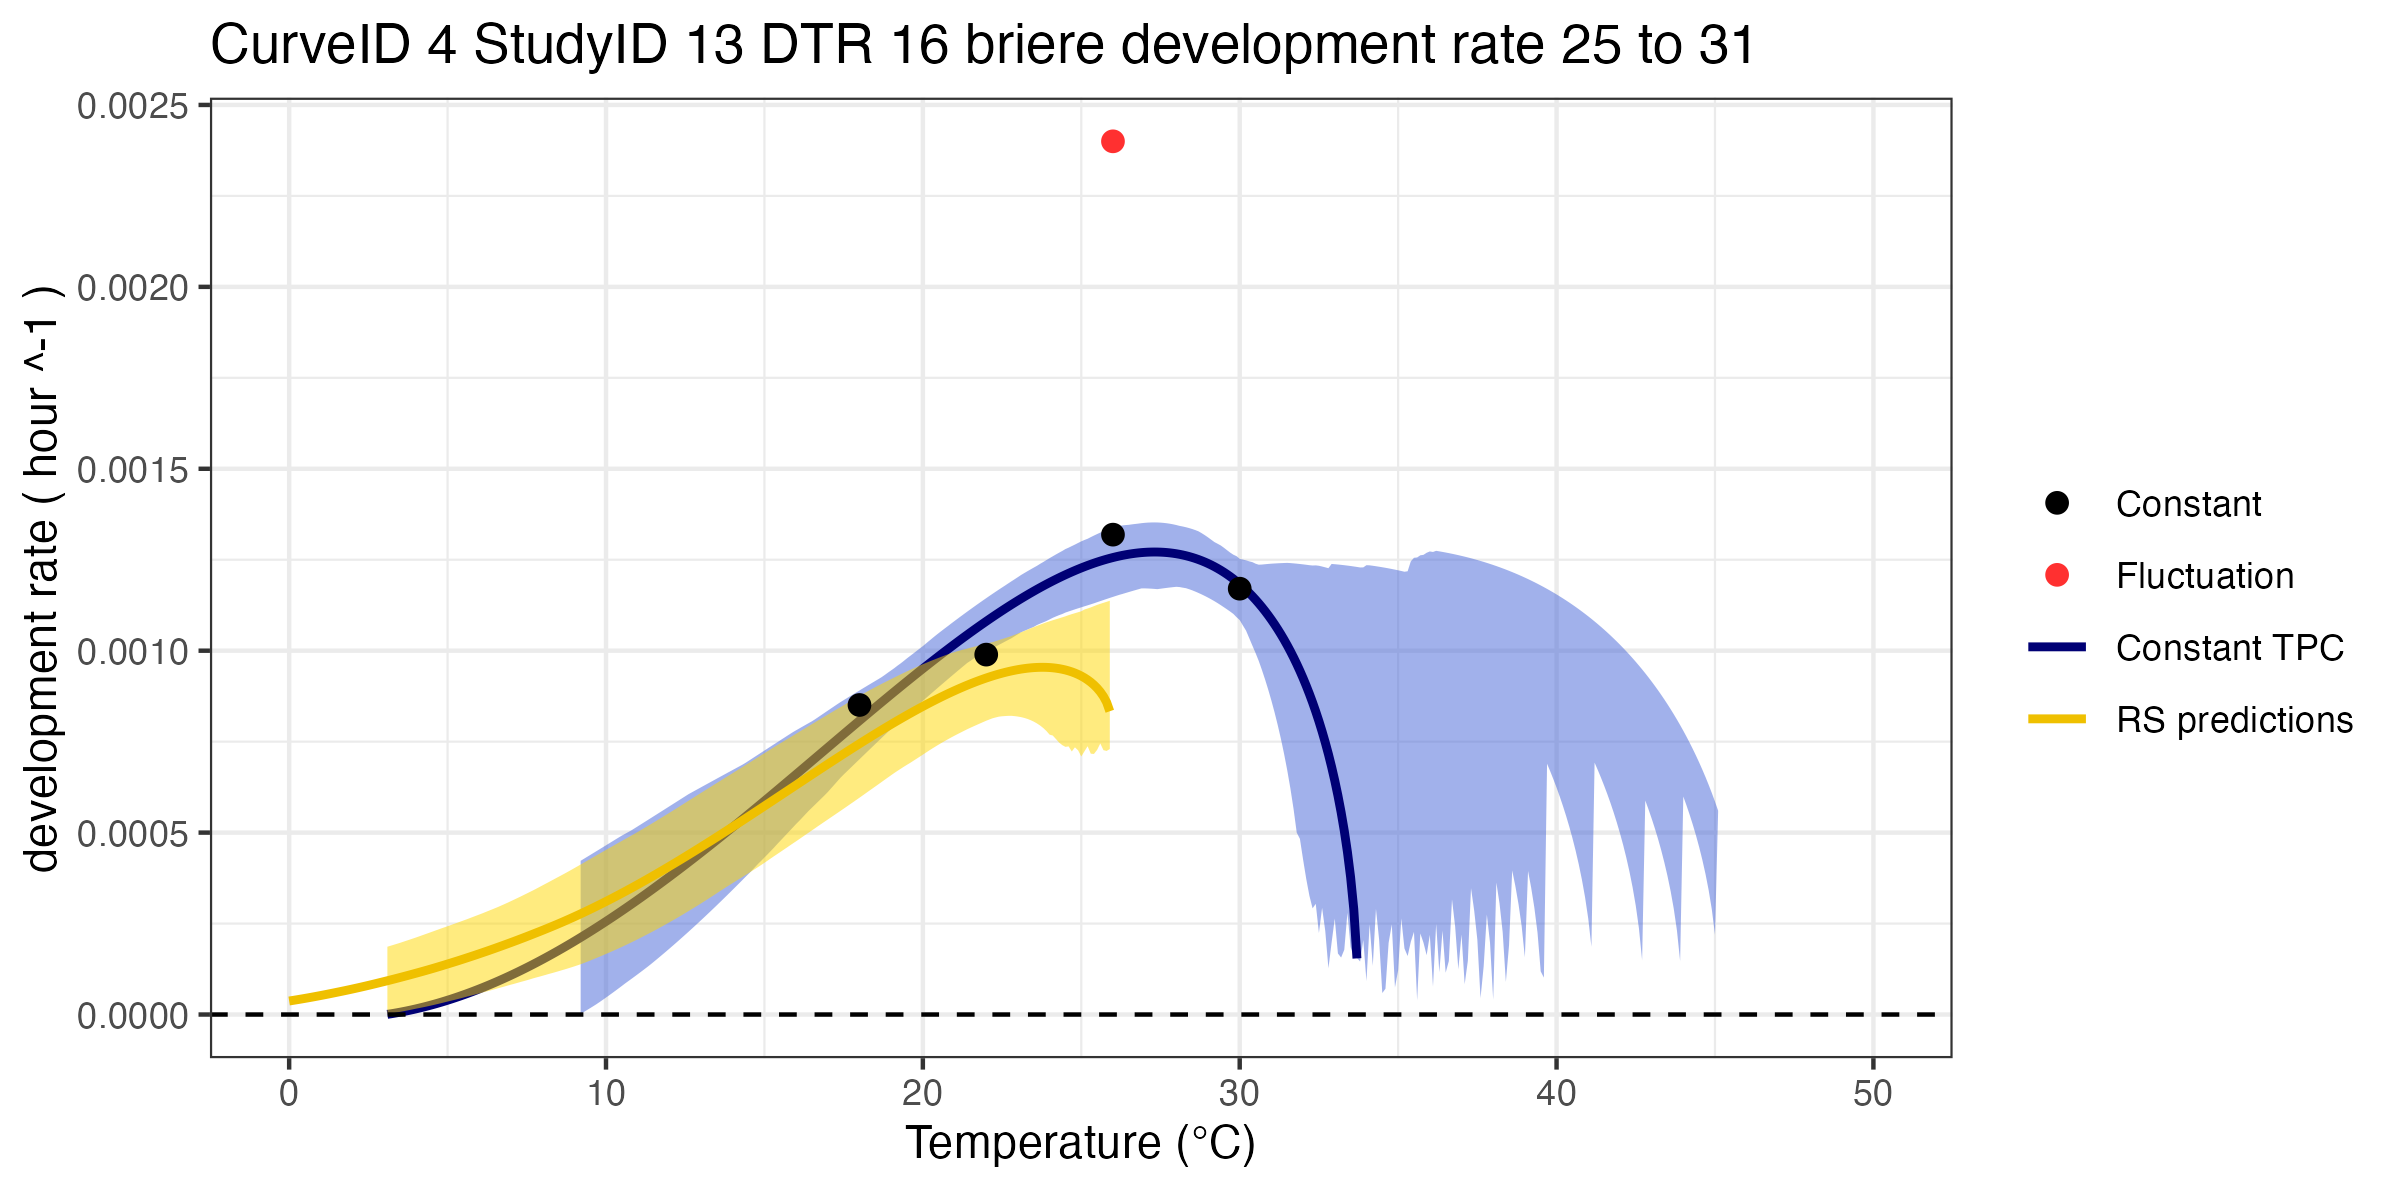 CurveID 4 StudyID 13 DTR 16 briere development rate 25 to 31
development rate ( hour ^-1 )
0.0025
0.0020
0.0015
0.0010
0.0005
0.0000
0 10 20 30 40 50
Temperature (°C)
Constant
Fluctuation
Constant TPC
RS predictions